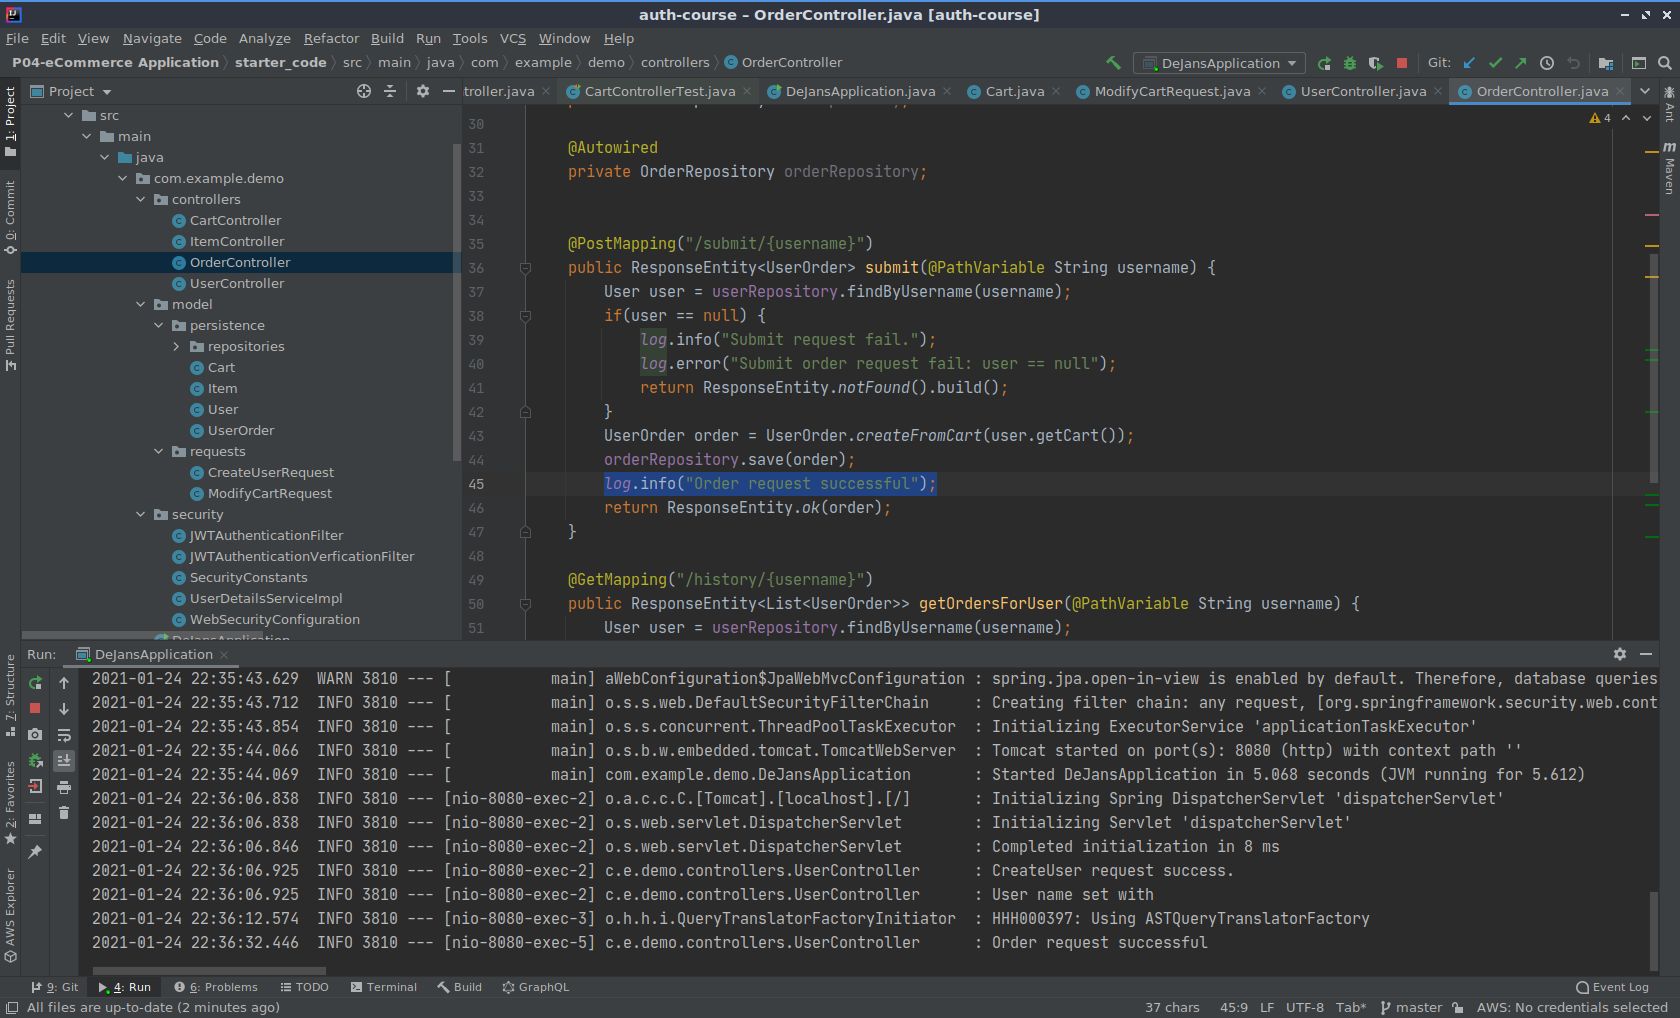 auth-course – OrderController.java [auth-course]
File Edit View Navigate Code Analyze Refactor Build Run Tools VCS Window Help
P04-eCommerce Application starter_code src main java com example demo controllers OrderController
DeJansApplication Git:
1: Project
0: Commit
Pull Requests
7: Structure
2: Favorites
AWS Explorer
Project
src
main
java
com.example.demo
controllers
CartController
ItemController
OrderController
UserController
model
persistence
repositories
Cart
Item
User
UserOrder
requests
CreateUserRequest
ModifyCartRequest
security
JWTAuthenticationFilter
JWTAuthenticationVerficationFilter
SecurityConstants
UserDetailsServiceImpl
WebSecurityConfiguration
DeJansApplication
troller.java CartControllerTest.java DeJansApplication.java Cart.java ModifyCartRequest.java UserController.java OrderController.java
4
Ant
Maven
30
31 @Autowired
32 private OrderRepository orderRepository;
33
34
35 @PostMapping("/submit/{username}")
36 public ResponseEntity<UserOrder> submit(@PathVariable String username) {
37 User user = userRepository.findByUsername(username);
38 if(user == null) {
39 log.info("Submit request fail.");
40 log.error("Submit order request fail: user == null");
41 return ResponseEntity.notFound().build();
42 }
43 UserOrder order = UserOrder.createFromCart(user.getCart());
44 orderRepository.save(order);
45 log.info("Order request successful");
46 return ResponseEntity.ok(order);
47 }
48
49 @GetMapping("/history/{username}")
50 public ResponseEntity<List<UserOrder>> getOrdersForUser(@PathVariable String username) {
51 User user = userRepository.findByUsername(username);
Run: DeJansApplication
2021-01-24 22:35:43.629 WARN 3810 --- [ main] aWebConfiguration$JpaWebMvcConfiguration : spring.jpa.open-in-view is enabled by default. Therefore, database queries
2021-01-24 22:35:43.712 INFO 3810 --- [ main] o.s.s.web.DefaultSecurityFilterChain : Creating filter chain: any request, [org.springframework.security.web.cont
2021-01-24 22:35:43.854 INFO 3810 --- [ main] o.s.s.concurrent.ThreadPoolTaskExecutor : Initializing ExecutorService 'applicationTaskExecutor'
2021-01-24 22:35:44.066 INFO 3810 --- [ main] o.s.b.w.embedded.tomcat.TomcatWebServer : Tomcat started on port(s): 8080 (http) with context path ''
2021-01-24 22:35:44.069 INFO 3810 --- [ main] com.example.demo.DeJansApplication : Started DeJansApplication in 5.068 seconds (JVM running for 5.612)
2021-01-24 22:36:06.838 INFO 3810 --- [nio-8080-exec-2] o.a.c.c.C.[Tomcat].[localhost].[/] : Initializing Spring DispatcherServlet 'dispatcherServlet'
2021-01-24 22:36:06.838 INFO 3810 --- [nio-8080-exec-2] o.s.web.servlet.DispatcherServlet : Initializing Servlet 'dispatcherServlet'
2021-01-24 22:36:06.846 INFO 3810 --- [nio-8080-exec-2] o.s.web.servlet.DispatcherServlet : Completed initialization in 8 ms
2021-01-24 22:36:06.925 INFO 3810 --- [nio-8080-exec-2] c.e.demo.controllers.UserController : CreateUser request success.
2021-01-24 22:36:06.925 INFO 3810 --- [nio-8080-exec-2] c.e.demo.controllers.UserController : User name set with
2021-01-24 22:36:12.574 INFO 3810 --- [nio-8080-exec-3] o.h.h.i.QueryTranslatorFactoryInitiator : HHH000397: Using ASTQueryTranslatorFactory
2021-01-24 22:36:32.446 INFO 3810 --- [nio-8080-exec-5] c.e.demo.controllers.UserController : Order request successful
9: Git 4: Run 6: Problems TODO Terminal Build GraphQL Event Log
All files are up-to-date (2 minutes ago) 37 chars 45:9 LF UTF-8 Tab* master AWS: No credentials selected